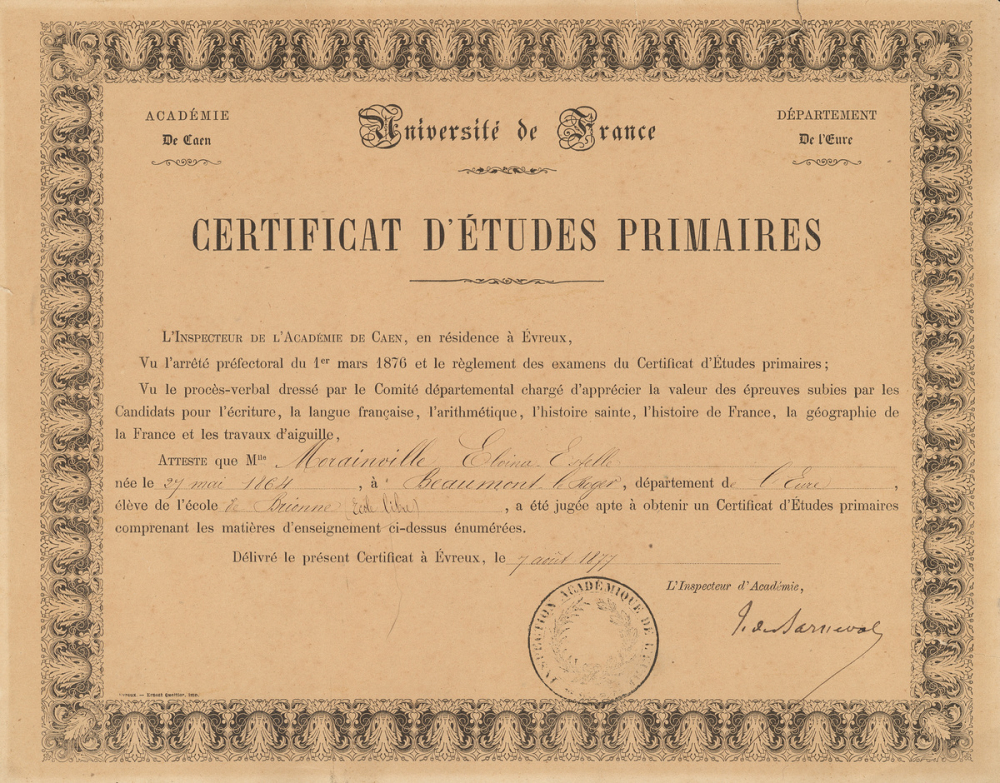 ACADÉMIE
De Caen
Université de France
DÉPARTEMENT
De l'Eure
CERTIFICAT D'ÉTUDES PRIMAIRES
L'INSPECTEUR DE L'ACADÉMIE DE CAEN, en résidence à ÉVREUX,
Vu l'arrêté préfectoral du 1er mars 1876 et le règlement des examens du Certificat d'Études primaires;
Vu le procès-verbal dressé par le Comité départemental chargé d'apprécier la valeur des épreuves subies par les
Candidats pour l'écriture, la langue française, l'arithmétique, l'histoire sainte, l'histoire de France, la géographie de
la France et les travaux d'aiguille,
ATTESTE que Mlle Morainville Eloina Estelle
née le 27 mai 1864, à Beaumont le Roger, département de l'Eure,
élève de l'école de Brionne (école libre), a été jugée apte à obtenir un Certificat d'Études primaires
comprenant les matières d'enseignement ci-dessus énumérées.
Délivré le présent Certificat à Évreux, le 7 août 1877
L'Inspecteur d'Académie,
INSPECTION ACADÉMIQUE DE L'EURE